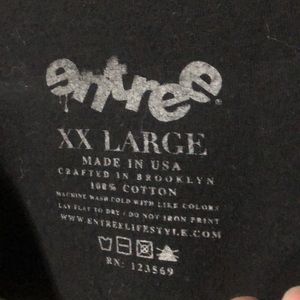 entree®
XX LARGE
MADE IN USA
CRAFTED IN BROOKLYN
100% COTTON
MACHINE WASH COLD WITH LIKE COLORS
LAY FLAT TO DRY / DO NOT IRON PRINT
WWW.ENTREELIFESTYLE.COM
RN: 123569